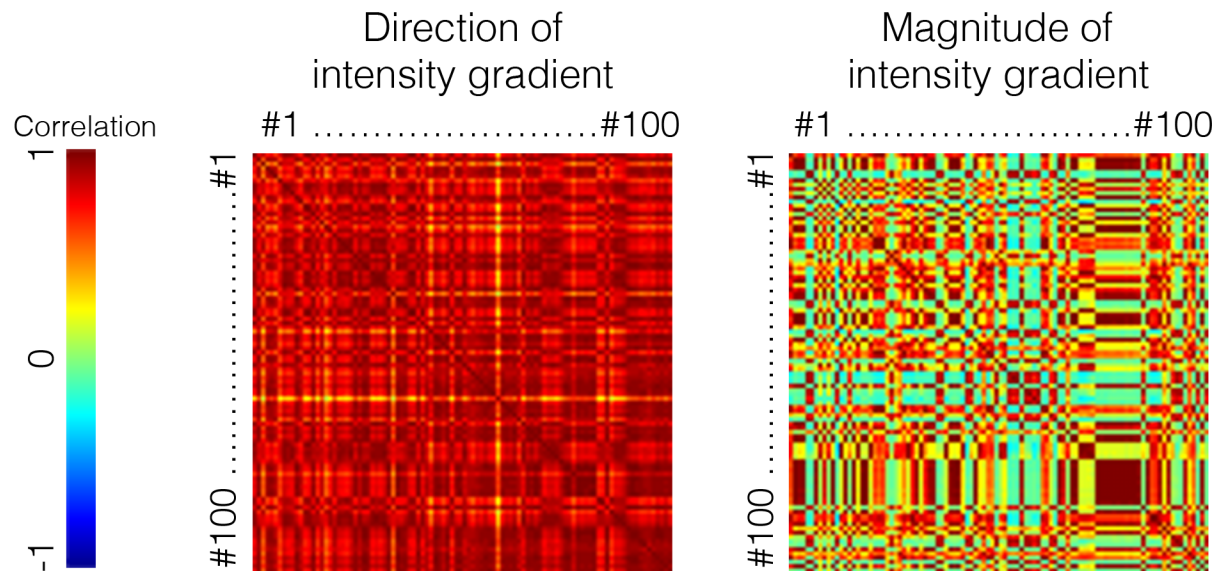 Direction of
intensity gradient
Magnitude of
intensity gradient
Correlation
#1 ........................#100
#1 ........................#100
1
0
-1
#1........................#100
#1........................#100